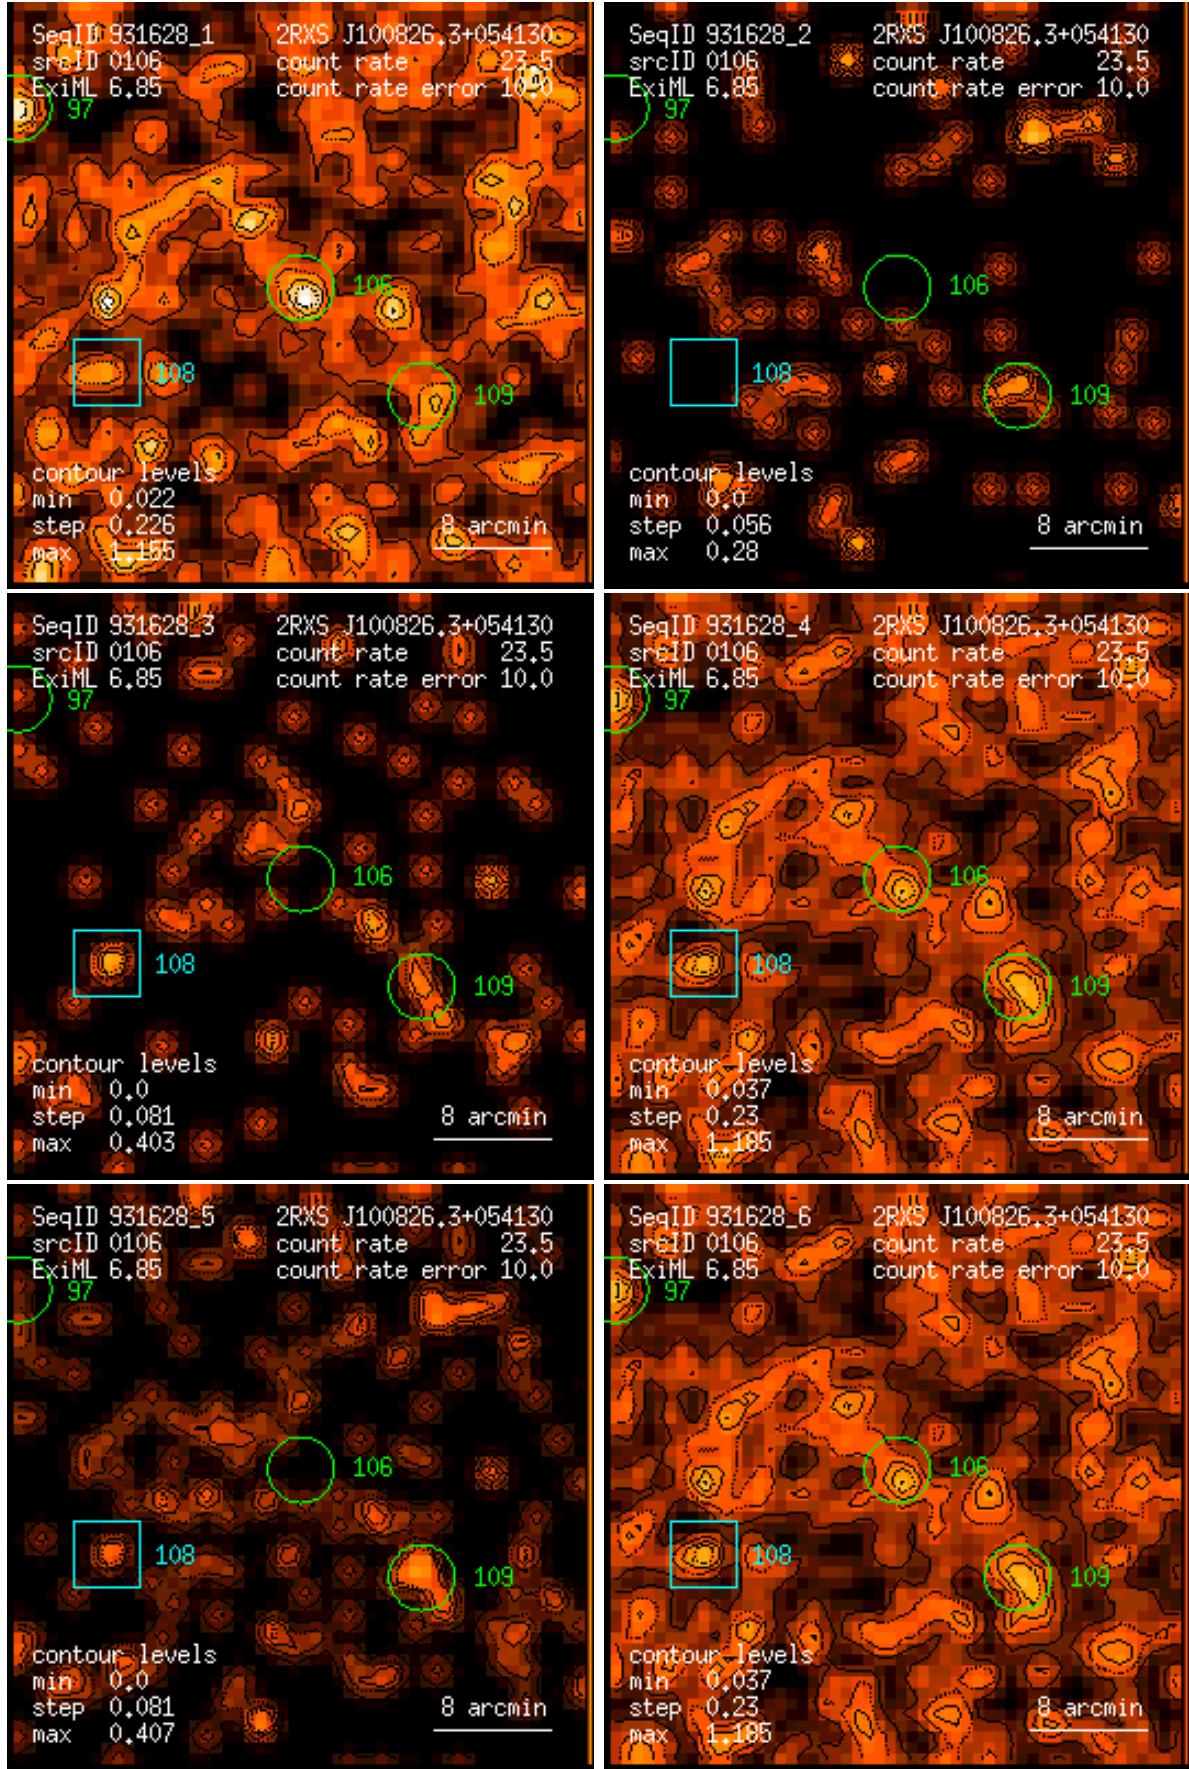 SeqID 931628_1 2RXS J100826.3+054130
srcID 0106 count rate 23.5
ExiML 6.85 count rate error 10.0
97
106
108
109
contour levels
min 0.022
step 0.226
max 1.155
8 arcmin
SeqID 931628_2 2RXS J100826.3+054130
srcID 0106 count rate 23.5
ExiML 6.85 count rate error 10.0
97
106
108
109
contour levels
min 0.0
step 0.056
max 0.28
8 arcmin
SeqID 931628_3 2RXS J100826.3+054130
srcID 0106 count rate 23.5
ExiML 6.85 count rate error 10.0
97
106
108
109
contour levels
min 0.0
step 0.081
max 0.403
8 arcmin
SeqID 931628_4 2RXS J100826.3+054130
srcID 0106 count rate 23.5
ExiML 6.85 count rate error 10.0
97
106
108
109
contour levels
min 0.037
step 0.23
max 1.185
8 arcmin
SeqID 931628_5 2RXS J100826.3+054130
srcID 0106 count rate 23.5
ExiML 6.85 count rate error 10.0
97
106
108
109
contour levels
min 0.0
step 0.081
max 0.407
8 arcmin
SeqID 931628_6 2RXS J100826.3+054130
srcID 0106 count rate 23.5
ExiML 6.85 count rate error 10.0
97
106
108
109
contour levels
min 0.037
step 0.23
max 1.185
8 arcmin